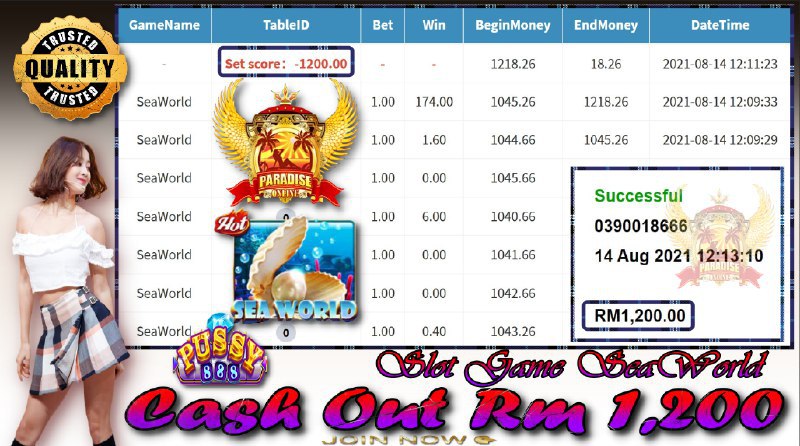 TRUSTED
QUALITY
TRUSTED
GameName TableID Bet Win BeginMoney EndMoney DateTime
- Set score: -1200.00 - - 1218.26 18.26 2021-08-14 12:11:23
SeaWorld 1.00 174.00 1045.26 1218.26 2021-08-14 12:09:33
SeaWorld 1.00 1.60 1044.66 1045.26 2021-08-14 12:09:29
SeaWorld 1.00 0.00 1045.66
SeaWorld 0 1.00 6.00 1040.66
SeaWorld 1.00 0.00 1041.66
SeaWorld 1.00 0.00 1042.66
SeaWorld 0 1.00 0.40 1043.26
PARADISE
ONLINE
Hot
SEA WORLD
Successful
0390018666
14 Aug 2021 12:13:10
RM1,200.00
PARADISE
PUSSY
888
Slot Game SeaWorld
Cash Out Rm 1,200
JOIN NOW